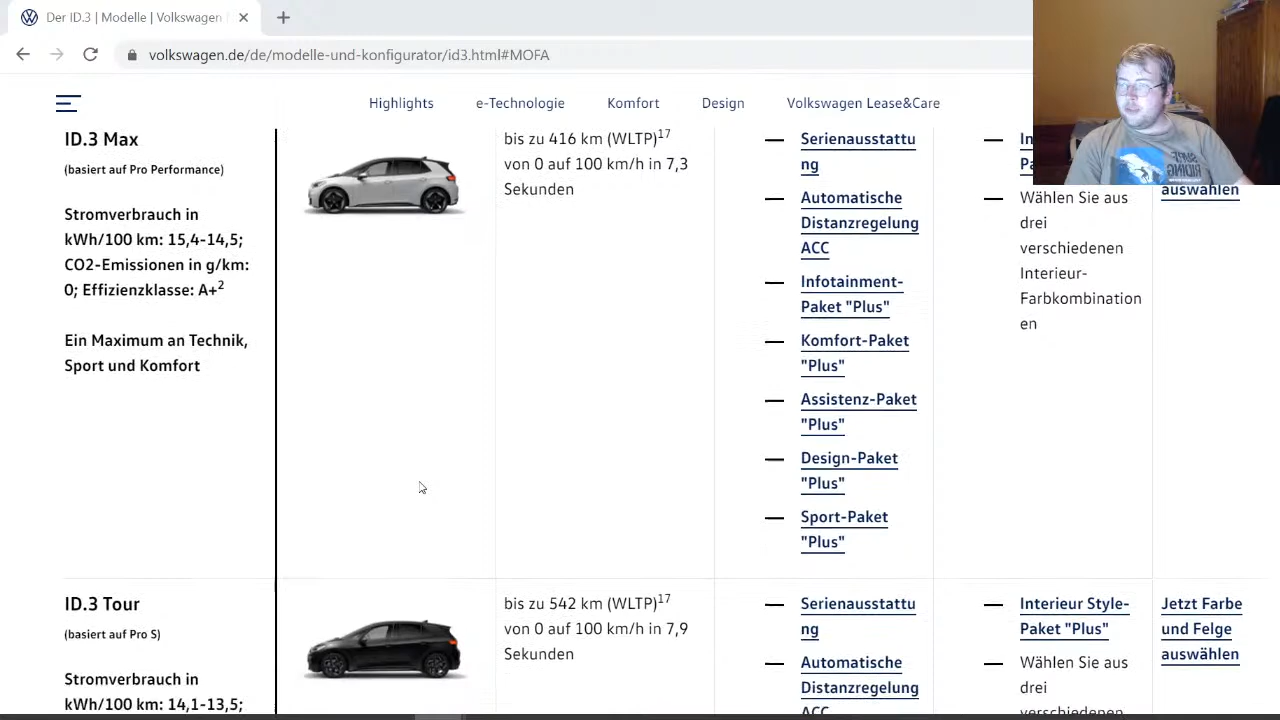 Der ID.3 | Modelle | Volkswagen
volkswagen.de/de/modelle-und-konfigurator/id3.html#MOFA
Highlights
e-Technologie
Komfort
Design
Volkswagen Lease&Care
ID.3 Max
(basiert auf Pro Performance)
Stromverbrauch in
kWh/100 km: 15,4-14,5;
CO2-Emissionen in g/km:
0; Effizienzklasse: A+2
Ein Maximum an Technik,
Sport und Komfort
bis zu 416 km (WLTP)17
von 0 auf 100 km/h in 7,3
Sekunden
— Serienausstattu
ng
— Automatische
Distanzregelung
ACC
— Infotainment-
Paket "Plus"
— Komfort-Paket
"Plus"
— Assistenz-Paket
"Plus"
— Design-Paket
"Plus"
— Sport-Paket
"Plus"
— In
Pa
— Wählen Sie aus
drei
verschiedenen
Interieur-
Farbkombination
en
auswählen
ID.3 Tour
(basiert auf Pro S)
Stromverbrauch in
kWh/100 km: 14,1-13,5;
bis zu 542 km (WLTP)17
von 0 auf 100 km/h in 7,9
Sekunden
— Serienausstattu
ng
— Automatische
Distanzregelung
ACC
— Interieur Style-
Paket "Plus"
— Wählen Sie aus
drei
verschiedenen
Jetzt Farbe
und Felge
auswählen